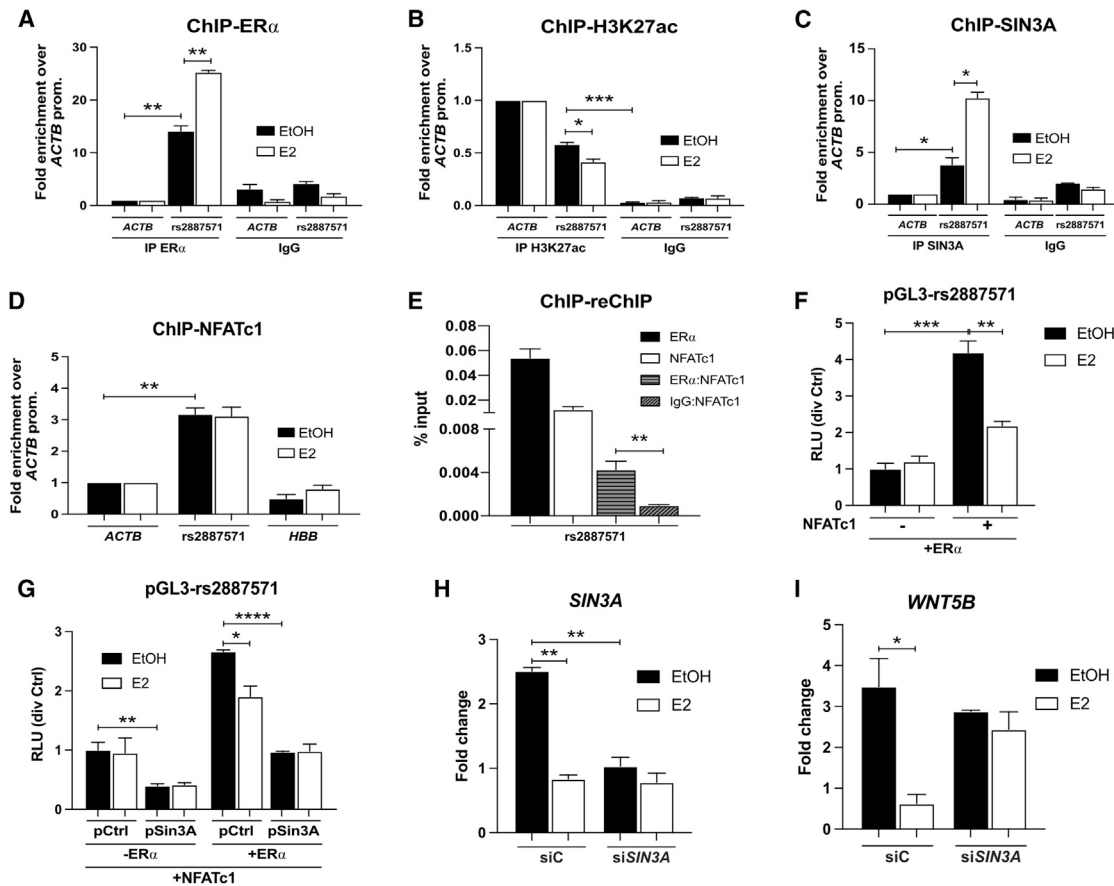 A
ChIP-ERα
Fold enrichment over
ACTB prom.
30
20
10
0
**
**
EtOH
E2
ACTB rs2887571 ACTB rs2887571
IP ERα IgG
B
ChIP-H3K27ac
Fold enrichment over
ACTB prom.
1.5
1.0
0.5
0.0
***
*
EtOH
E2
ACTB rs2887571 ACTB rs2887571
IP H3K27ac IgG
C
ChIP-SIN3A
Fold enrichment over
ACTB prom.
15
10
5
0
*
*
EtOH
E2
ACTB rs2887571 ACTB rs2887571
IP SIN3A IgG
D
ChIP-NFATc1
Fold enrichment over
ACTB prom.
5
4
3
2
1
0
**
EtOH
E2
ACTB rs2887571 HBB
E
ChIP-reChIP
% input
0.08
0.06
0.04
0.02
0.008
0.004
0.000
ERα
NFATc1
ERα:NFATc1
IgG:NFATc1
**
rs2887571
F
pGL3-rs2887571
RLU (div Ctrl)
5
4
3
2
1
0
*** **
EtOH
E2
NFATc1 - +
+ERα
G
pGL3-rs2887571
RLU (div Ctrl)
3
2
1
0
****
*
**
EtOH
E2
pCtrl pSin3A pCtrl pSin3A
-ERα +ERα
+NFATc1
H
SIN3A
Fold change
3
2
1
0
**
**
EtOH
E2
siC siSIN3A
I
WNT5B
Fold change
5
4
3
2
1
0
*
EtOH
E2
siC siSIN3A